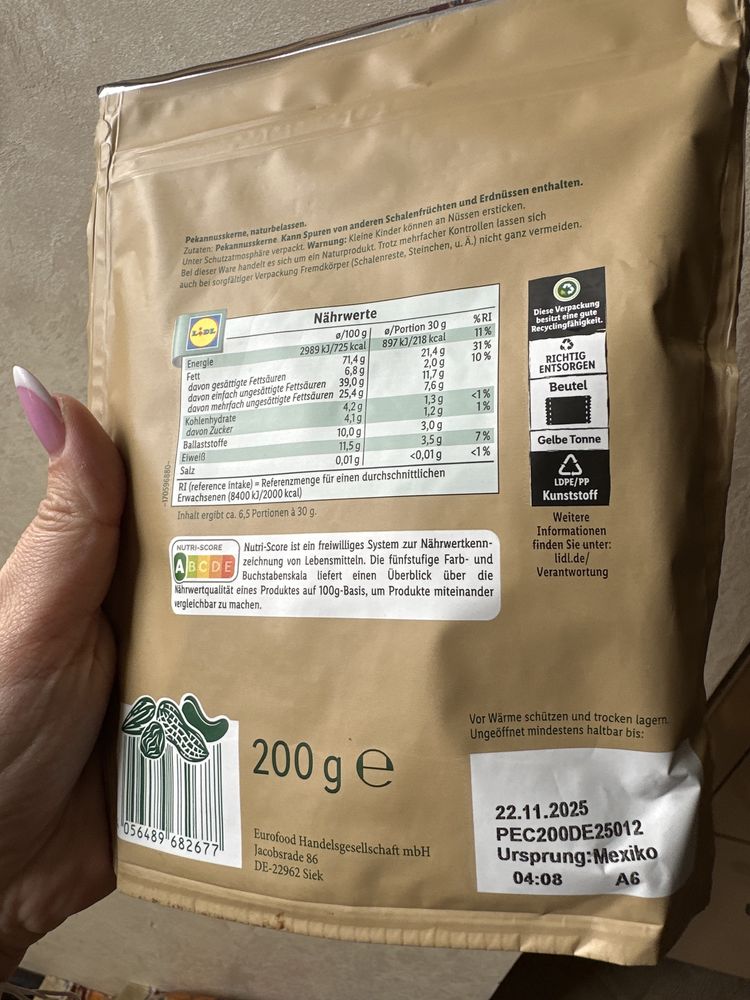 Pekannusskerne, naturbelassen.
Zutaten: Pekannusskerne. Kann Spuren von anderen Schalenfrüchten und Erdnüssen enthalten.
Unter Schutzatmosphäre verpackt. Warnung: Kleine Kinder können an Nüssen ersticken.
Bei dieser Ware handelt es sich um ein Naturprodukt. Trotz mehrfacher Kontrollen lassen sich
auch bei sorgfältiger Verpackung Fremdkörper (Schalenreste, Steinchen, u. Ä.) nicht ganz vermeiden.
LIDL
Nährwerte
ø/100 g ø/Portion 30 g %RI
Energie 2989 kJ/725 kcal 897 kJ/218 kcal 11 %
Fett 71,4 g 21,4 g 31 %
davon gesättigte Fettsäuren 6,8 g 2,0 g 10 %
davon einfach ungesättigte Fettsäuren 39,0 g 11,7 g
davon mehrfach ungesättigte Fettsäuren 25,4 g 7,6 g
Kohlenhydrate 4,2 g 1,3 g <1 %
davon Zucker 4,1 g 1,2 g 1 %
Ballaststoffe 10,0 g 3,0 g
Eiweiß 11,5 g 3,5 g 7 %
Salz 0,01 g <0,01 g <1 %
RI (reference intake) = Referenzmenge für einen durchschnittlichen
Erwachsenen (8400 kJ/2000 kcal)
Inhalt ergibt ca. 6,5 Portionen à 30 g.
-170596880-
Diese Verpackung
besitzt eine gute
Recyclingfähigkeit.
RICHTIG
ENTSORGEN
Beutel
Gelbe Tonne
LDPE/PP
Kunststoff
Weitere
Informationen
finden Sie unter:
lidl.de/
Verantwortung
NUTRI-SCORE
A B C D E
Nutri-Score ist ein freiwilliges System zur Nährwertkenn-
zeichnung von Lebensmitteln. Die fünfstufige Farb- und
Buchstabenskala liefert einen Überblick über die
Nährwertqualität eines Produktes auf 100g-Basis, um Produkte miteinander
vergleichbar zu machen.
Vor Wärme schützen und trocken lagern.
Ungeöffnet mindestens haltbar bis:
200 g e
22.11.2025
PEC200DE25012
Ursprung:Mexiko
04:08 A6
056489 682677
Eurofood Handelsgesellschaft mbH
Jacobsrade 86
DE-22962 Siek